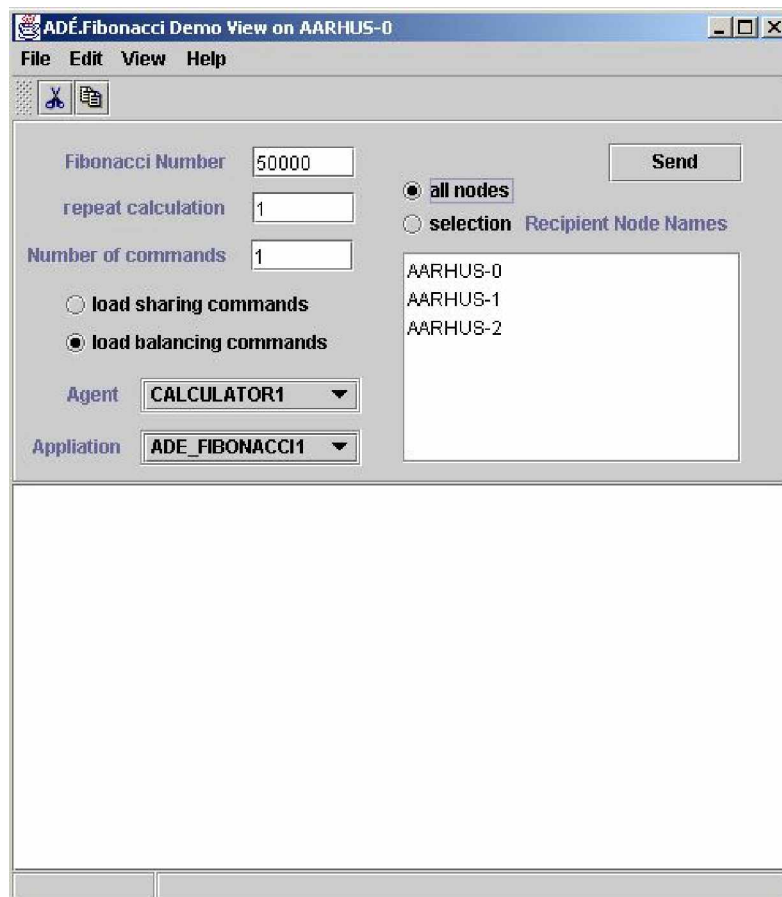 ADÉ.Fibonacci Demo View on AARHUS-0
File Edit View Help
Fibonacci Number 50000
Send
all nodes
repeat calculation 1
selection Recipient Node Names
Number of commands 1
AARHUS-0
AARHUS-1
AARHUS-2
load sharing commands
load balancing commands
Agent CALCULATOR1
Appliation ADE_FIBONACCI1